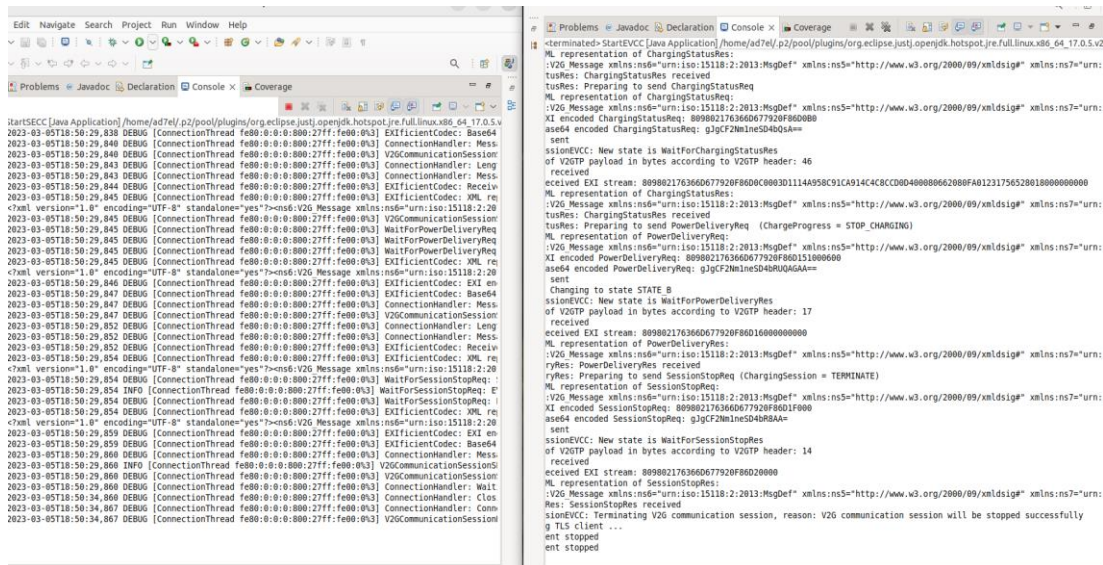 Edit Navigate Search Project Run Window Help
Problems Javadoc Declaration Console × Coverage
StartSECC [Java Application] /home/ad7el/.p2/pool/plugins/org.eclipse.justj.openjdk.hotspot.jre.full.linux.x86_64_17.0.5.v
2023-03-05T18:50:29,838 DEBUG [ConnectionThread fe80:0:0:0:800:27ff:fe00:0%3] EXIficientCodec: Base64
2023-03-05T18:50:29,840 DEBUG [ConnectionThread fe80:0:0:0:800:27ff:fe00:0%3] ConnectionHandler: Mess
2023-03-05T18:50:29,840 DEBUG [ConnectionThread fe80:0:0:0:800:27ff:fe00:0%3] V2GCommunicationSession
2023-03-05T18:50:29,843 DEBUG [ConnectionThread fe80:0:0:0:800:27ff:fe00:0%3] ConnectionHandler: Leng
2023-03-05T18:50:29,843 DEBUG [ConnectionThread fe80:0:0:0:800:27ff:fe00:0%3] ConnectionHandler: Mess
2023-03-05T18:50:29,844 DEBUG [ConnectionThread fe80:0:0:0:800:27ff:fe00:0%3] EXIficientCodec: Receiv
2023-03-05T18:50:29,845 DEBUG [ConnectionThread fe80:0:0:0:800:27ff:fe00:0%3] EXIficientCodec: XML rep
<?xml version="1.0" encoding="UTF-8" standalone="yes"?><ns6:V2G_Message xmlns:ns6="urn:iso:15118:2:20
2023-03-05T18:50:29,845 DEBUG [ConnectionThread fe80:0:0:0:800:27ff:fe00:0%3] V2GCommunicationSession
2023-03-05T18:50:29,845 DEBUG [ConnectionThread fe80:0:0:0:800:27ff:fe00:0%3] WaitForPowerDeliveryReq
2023-03-05T18:50:29,845 DEBUG [ConnectionThread fe80:0:0:0:800:27ff:fe00:0%3] WaitForPowerDeliveryReq
2023-03-05T18:50:29,845 DEBUG [ConnectionThread fe80:0:0:0:800:27ff:fe00:0%3] WaitForPowerDeliveryReq
2023-03-05T18:50:29,845 DEBUG [ConnectionThread fe80:0:0:0:800:27ff:fe00:0%3] EXIficientCodec: XML rep
<?xml version="1.0" encoding="UTF-8" standalone="yes"?><ns6:V2G_Message xmlns:ns6="urn:iso:15118:2:20
2023-03-05T18:50:29,846 DEBUG [ConnectionThread fe80:0:0:0:800:27ff:fe00:0%3] EXIficientCodec: EXI en
2023-03-05T18:50:29,847 DEBUG [ConnectionThread fe80:0:0:0:800:27ff:fe00:0%3] EXIficientCodec: Base64
2023-03-05T18:50:29,847 DEBUG [ConnectionThread fe80:0:0:0:800:27ff:fe00:0%3] ConnectionHandler: Mess
2023-03-05T18:50:29,847 DEBUG [ConnectionThread fe80:0:0:0:800:27ff:fe00:0%3] V2GCommunicationSession
2023-03-05T18:50:29,852 DEBUG [ConnectionThread fe80:0:0:0:800:27ff:fe00:0%3] ConnectionHandler: Leng
2023-03-05T18:50:29,852 DEBUG [ConnectionThread fe80:0:0:0:800:27ff:fe00:0%3] ConnectionHandler: Mess
2023-03-05T18:50:29,852 DEBUG [ConnectionThread fe80:0:0:0:800:27ff:fe00:0%3] EXIficientCodec: Receiv
2023-03-05T18:50:29,854 DEBUG [ConnectionThread fe80:0:0:0:800:27ff:fe00:0%3] EXIficientCodec: XML rep
<?xml version="1.0" encoding="UTF-8" standalone="yes"?><ns6:V2G_Message xmlns:ns6="urn:iso:15118:2:20
2023-03-05T18:50:29,854 DEBUG [ConnectionThread fe80:0:0:0:800:27ff:fe00:0%3] WaitForSessionStopReq:
2023-03-05T18:50:29,854 INFO [ConnectionThread fe80:0:0:0:800:27ff:fe00:0%3] WaitForSessionStopReq: E
2023-03-05T18:50:29,854 DEBUG [ConnectionThread fe80:0:0:0:800:27ff:fe00:0%3] WaitForSessionStopReq:
2023-03-05T18:50:29,854 DEBUG [ConnectionThread fe80:0:0:0:800:27ff:fe00:0%3] EXIficientCodec: XML rep
<?xml version="1.0" encoding="UTF-8" standalone="yes"?><ns6:V2G_Message xmlns:ns6="urn:iso:15118:2:20
2023-03-05T18:50:29,859 DEBUG [ConnectionThread fe80:0:0:0:800:27ff:fe00:0%3] EXIficientCodec: EXI en
2023-03-05T18:50:29,859 DEBUG [ConnectionThread fe80:0:0:0:800:27ff:fe00:0%3] EXIficientCodec: Base64
2023-03-05T18:50:29,860 DEBUG [ConnectionThread fe80:0:0:0:800:27ff:fe00:0%3] ConnectionHandler: Mess
2023-03-05T18:50:29,860 INFO [ConnectionThread fe80:0:0:0:800:27ff:fe00:0%3] V2GCommunicationSessionS
2023-03-05T18:50:29,860 DEBUG [ConnectionThread fe80:0:0:0:800:27ff:fe00:0%3] V2GCommunicationSession
2023-03-05T18:50:29,860 DEBUG [ConnectionThread fe80:0:0:0:800:27ff:fe00:0%3] ConnectionHandler: Wait
2023-03-05T18:50:34,860 DEBUG [ConnectionThread fe80:0:0:0:800:27ff:fe00:0%3] ConnectionHandler: Clos
2023-03-05T18:50:34,867 DEBUG [ConnectionThread fe80:0:0:0:800:27ff:fe00:0%3] ConnectionHandler: Conn
2023-03-05T18:50:34,867 DEBUG [ConnectionThread fe80:0:0:0:800:27ff:fe00:0%3] V2GCommunicationSession
Problems Javadoc Declaration Console × Coverage
<terminated> StartEVCC [Java Application] /home/ad7el/.p2/pool/plugins/org.eclipse.justj.openjdk.hotspot.jre.full.linux.x86_64_17.0.5.v2
ML representation of ChargingStatusRes:
:V2G_Message xmlns:ns6="urn:iso:15118:2:2013:MsgDef" xmlns:ns5="http://www.w3.org/2000/09/xmldsig#" xmlns:ns7="urn:
tusRes: ChargingStatusRes received
tusRes: Preparing to send ChargingStatusReq
ML representation of ChargingStatusReq:
:V2G_Message xmlns:ns6="urn:iso:15118:2:2013:MsgDef" xmlns:ns5="http://www.w3.org/2000/09/xmldsig#" xmlns:ns7="urn:
XI encoded ChargingStatusReq: 809802176366D677920F86D0B0
ase64 encoded ChargingStatusReq: gJgCF2Nm1neSD4bQsA==
sent
ssionEVCC: New state is WaitForChargingStatusRes
of V2GTP payload in bytes according to V2GTP header: 46
received
eceived EXI stream: 809802176366D677920F86D0C0003D1114A958C91CA914C4C8CCD0D400080662080FA01231756528018000000000
ML representation of ChargingStatusRes:
:V2G_Message xmlns:ns6="urn:iso:15118:2:2013:MsgDef" xmlns:ns5="http://www.w3.org/2000/09/xmldsig#" xmlns:ns7="urn:
tusRes: ChargingStatusRes received
tusRes: Preparing to send PowerDeliveryReq (ChargeProgress = STOP_CHARGING)
ML representation of PowerDeliveryReq:
:V2G_Message xmlns:ns6="urn:iso:15118:2:2013:MsgDef" xmlns:ns5="http://www.w3.org/2000/09/xmldsig#" xmlns:ns7="urn:
XI encoded PowerDeliveryReq: 809802176366D677920F86D151000600
ase64 encoded PowerDeliveryReq: gJgCF2Nm1neSD4bRUQAGAA==
sent
Changing to state STATE_B
ssionEVCC: New state is WaitForPowerDeliveryRes
of V2GTP payload in bytes according to V2GTP header: 17
received
eceived EXI stream: 809802176366D677920F86D16000000000
ML representation of PowerDeliveryRes:
:V2G_Message xmlns:ns6="urn:iso:15118:2:2013:MsgDef" xmlns:ns5="http://www.w3.org/2000/09/xmldsig#" xmlns:ns7="urn:
ryRes: PowerDeliveryRes received
ryRes: Preparing to send SessionStopReq (ChargingSession = TERMINATE)
ML representation of SessionStopReq:
:V2G_Message xmlns:ns6="urn:iso:15118:2:2013:MsgDef" xmlns:ns5="http://www.w3.org/2000/09/xmldsig#" xmlns:ns7="urn:
XI encoded SessionStopReq: 809802176366D677920F86D1F000
ase64 encoded SessionStopReq: gJgCF2Nm1neSD4bR8AA=
sent
ssionEVCC: New state is WaitForSessionStopRes
of V2GTP payload in bytes according to V2GTP header: 14
received
eceived EXI stream: 809802176366D677920F86D20000
ML representation of SessionStopRes:
:V2G_Message xmlns:ns6="urn:iso:15118:2:2013:MsgDef" xmlns:ns5="http://www.w3.org/2000/09/xmldsig#" xmlns:ns7="urn:
Res: SessionStopRes received
sionEVCC: Terminating V2G communication session, reason: V2G communication session will be stopped successfully
g TLS client ...
ent stopped
ent stopped